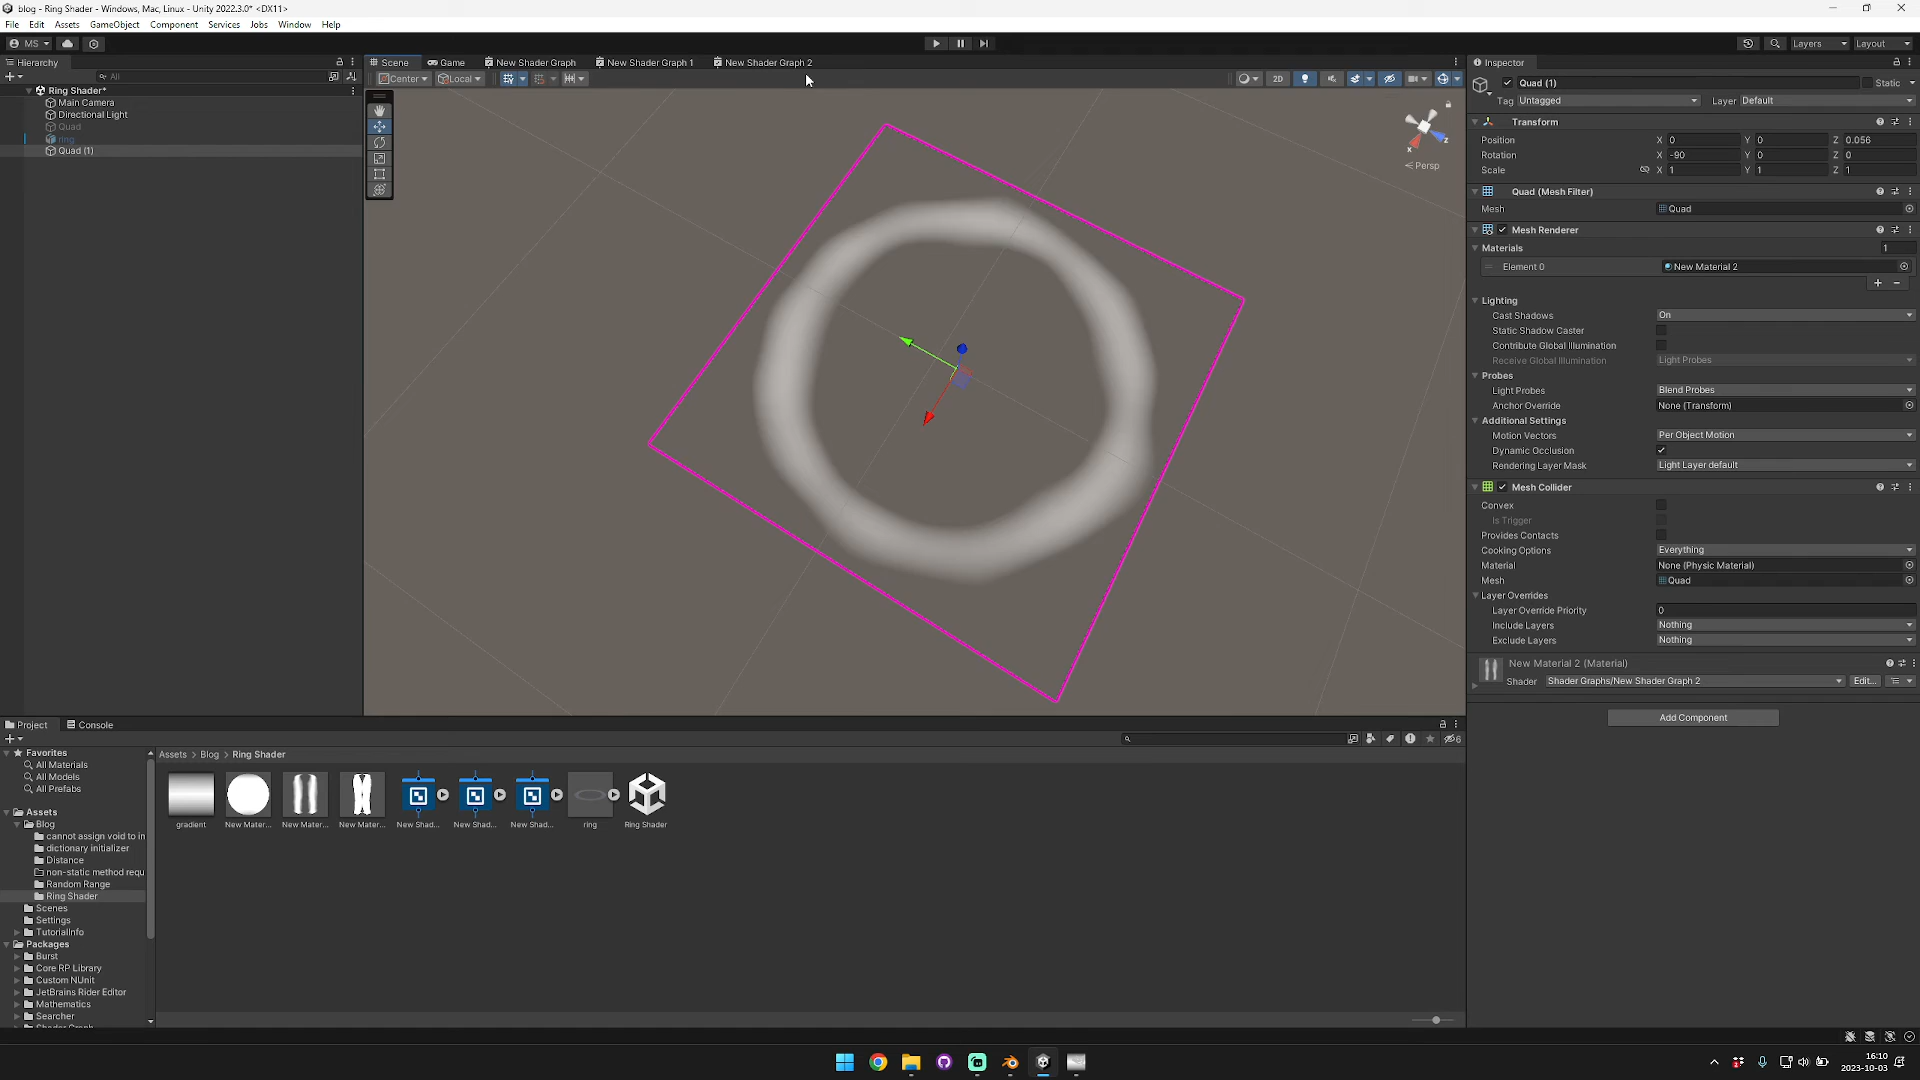 blog - Ring Shader - Windows, Mac, Linux - Unity 2022.3.0* <DX11>
File Edit Assets GameObject Component Services Jobs Window Help
MS Layers Layout
Hierarchy
All
Ring Shader*
Main Camera
Directional Light
Quad
ring
Quad (1)
Scene Game New Shader Graph New Shader Graph 1 New Shader Graph 2
Center Local 2D
x z
Persp
Inspector
Quad (1) Static
Tag Untagged Layer Default
Transform
Position X 0 Y 0 Z 0.056
Rotation X -90 Y 0 Z 0
Scale X 1 Y 1 Z 1
Quad (Mesh Filter)
Mesh Quad
Mesh Renderer
Materials 1
Element 0 New Material 2
Lighting
Cast Shadows On
Static Shadow Caster
Contribute Global Illumination
Receive Global Illumination Light Probes
Probes
Light Probes Blend Probes
Anchor Override None (Transform)
Additional Settings
Motion Vectors Per Object Motion
Dynamic Occlusion
Rendering Layer Mask Light Layer default
Mesh Collider
Convex
Is Trigger
Provides Contacts
Cooking Options Everything
Material None (Physic Material)
Mesh Quad
Layer Overrides
Layer Override Priority 0
Include Layers Nothing
Exclude Layers Nothing
New Material 2 (Material)
Shader Shader Graphs/New Shader Graph 2 Edit...
Add Component
Project Console
6
Favorites
All Materials
All Models
All Prefabs
Assets
Blog
cannot assign void to in
dictionary initializer
Distance
non-static method requ
Random Range
Ring Shader
Scenes
Settings
TutorialInfo
Packages
Burst
Core RP Library
Custom NUnit
JetBrains Rider Editor
Mathematics
Searcher
Shader Graph
Assets > Blog > Ring Shader
gradient New Mater... New Mater... New Mater... New Shad... New Shad... New Shad... ring Ring Shader
16:10
2023-10-03